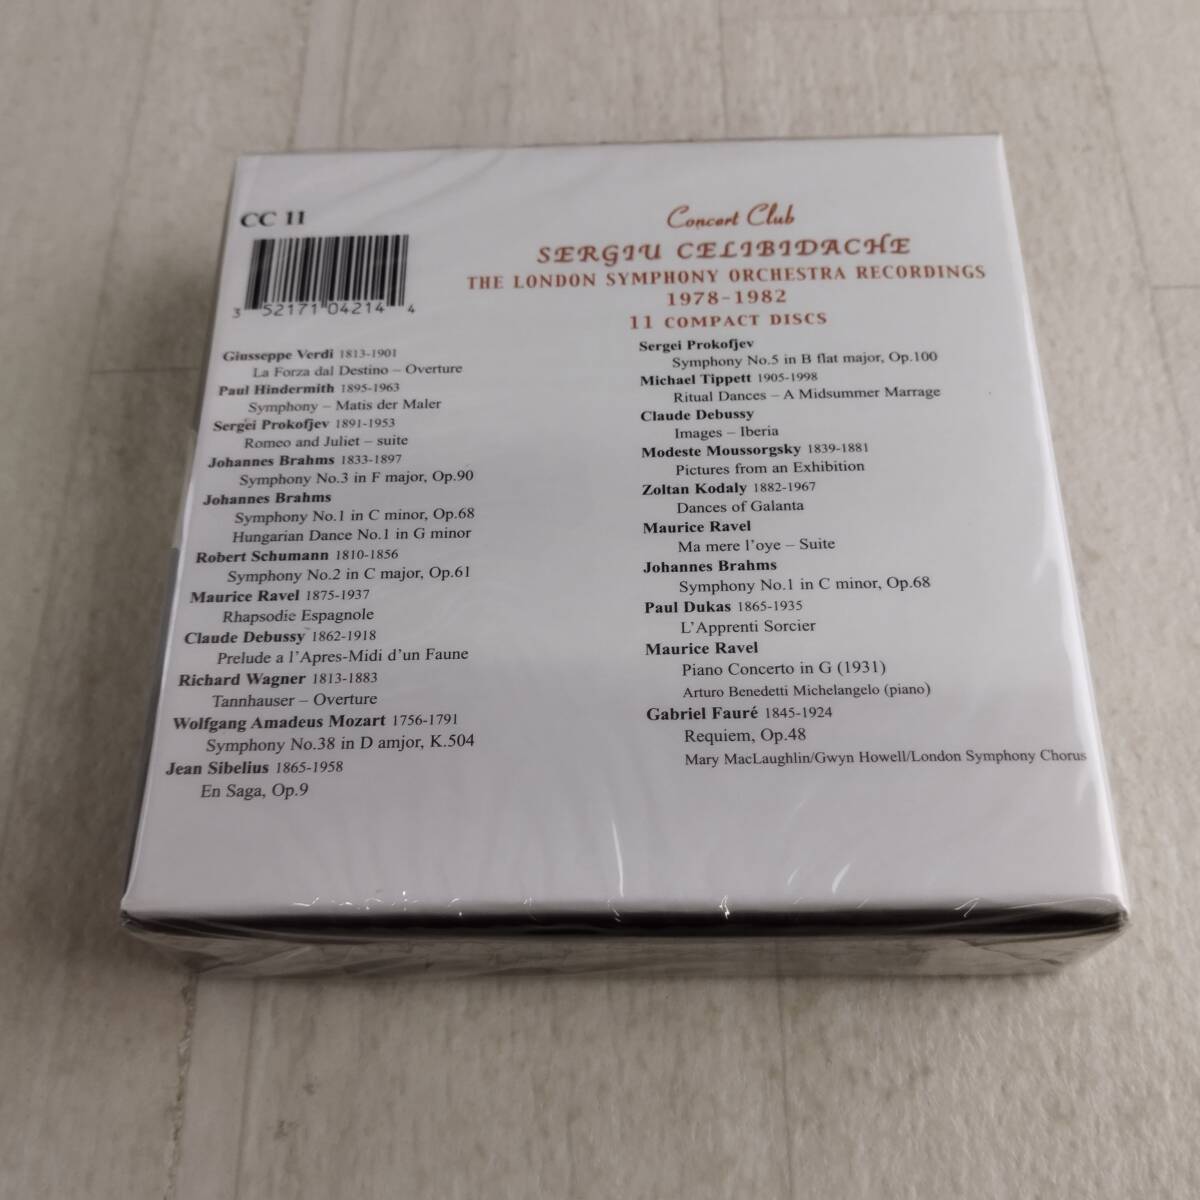 CC 11
3 52171 04214 4
Concert Club
SERGIU CELIBIDACHE
THE LONDON SYMPHONY ORCHESTRA RECORDINGS
1978-1982
11 COMPACT DISCS
Giusseppe Verdi 1813-1901
La Forza dal Destino – Overture
Paul Hindermith 1895-1963
Symphony – Matis der Maler
Sergei Prokofjev 1891-1953
Romeo and Juliet – suite
Johannes Brahms 1833-1897
Symphony No.3 in F major, Op.90
Johannes Brahms
Symphony No.1 in C minor, Op.68
Hungarian Dance No.1 in G minor
Robert Schumann 1810-1856
Symphony No.2 in C major, Op.61
Maurice Ravel 1875-1937
Rhapsodie Espagnole
Claude Debussy 1862-1918
Prelude a l'Apres-Midi d'un Faune
Richard Wagner 1813-1883
Tannhauser – Overture
Wolfgang Amadeus Mozart 1756-1791
Symphony No.38 in D amjor, K.504
Jean Sibelius 1865-1958
En Saga, Op.9
Sergei Prokofjev
Symphony No.5 in B flat major, Op.100
Michael Tippett 1905-1998
Ritual Dances – A Midsummer Marrage
Claude Debussy
Images – Iberia
Modeste Moussorgsky 1839-1881
Pictures from an Exhibition
Zoltan Kodaly 1882-1967
Dances of Galanta
Maurice Ravel
Ma mere l'oye – Suite
Johannes Brahms
Symphony No.1 in C minor, Op.68
Paul Dukas 1865-1935
L'Apprenti Sorcier
Maurice Ravel
Piano Concerto in G (1931)
Arturo Benedetti Michelangelo (piano)
Gabriel Fauré 1845-1924
Requiem, Op.48
Mary MacLaughlin/Gwyn Howell/London Symphony Chorus